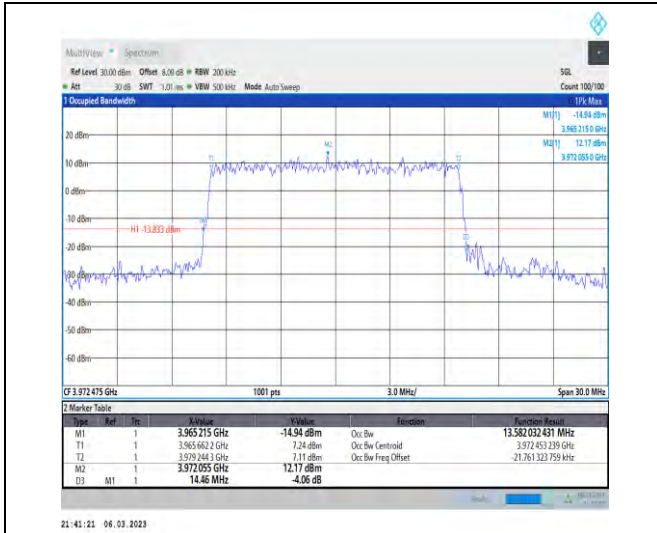 MultiView Spectrum
Ref Level 30.00 dBm Offset 8.00 dB RBW 200 kHz SGL
Att 30 dB SWT 1.01 ms VBW 500 kHz Mode Auto Sweep Count 100/100
1 Occupied Bandwidth 1Pk Max
M1[1] -14.94 dBm
3.965 215 0 GHz
M2[1] 12.17 dBm
3.972 055 0 GHz
20 dBm
M2
T1 T2
10 dBm
0 dBm
-10 dBm
H1 -13.833 dBm
-40 dBm
-50 dBm
-60 dBm
CF 3.972 475 GHz 1001 pts 3.0 MHz/ Span 30.0 MHz
2 Marker Table
Type Ref Trc X-Value Y-Value Function Function Result
M1 1 3.965 215 GHz -14.94 dBm Occ Bw 13.582 032 431 MHz
T1 1 3.965 662 2 GHz 7.24 dBm Occ Bw Centroid 3.972 453 239 GHz
T2 1 3.979 244 3 GHz 7.11 dBm Occ Bw Freq Offset -21.761 323 759 kHz
M2 1 3.972 055 GHz 12.17 dBm
D3 M1 1 14.46 MHz -4.06 dB
21:41:21 06.03.2023